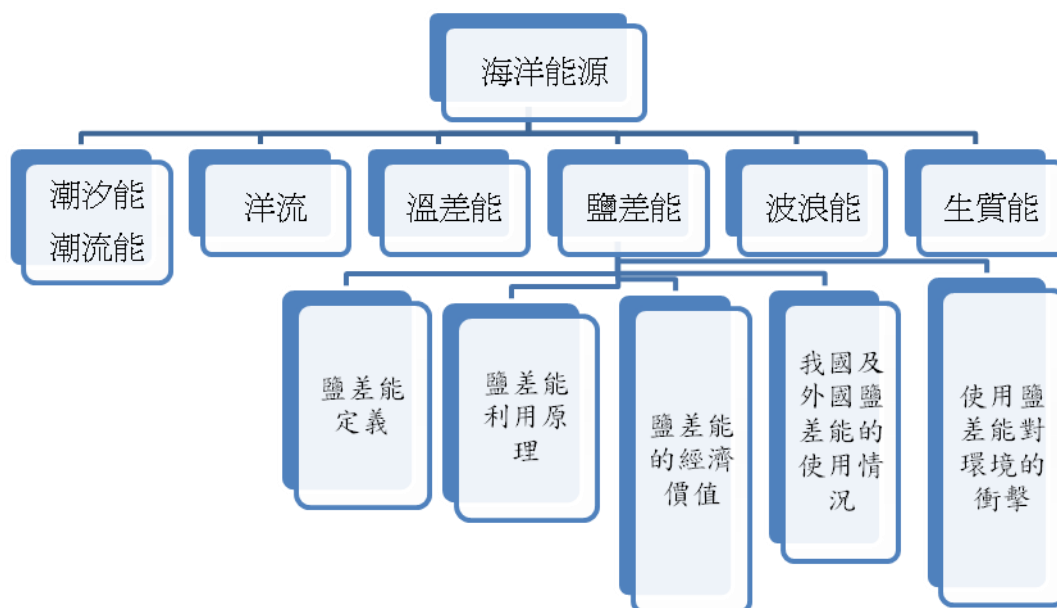 海洋能源
潮汐能
潮流能
洋流
溫差能
鹽差能
波浪能
生質能
鹽差能
定義
鹽差能
利用原
理
鹽差能
的經濟
價值
我國及
外國鹽
差能的
使用情
況
使用鹽
差能對
環境的
衝擊